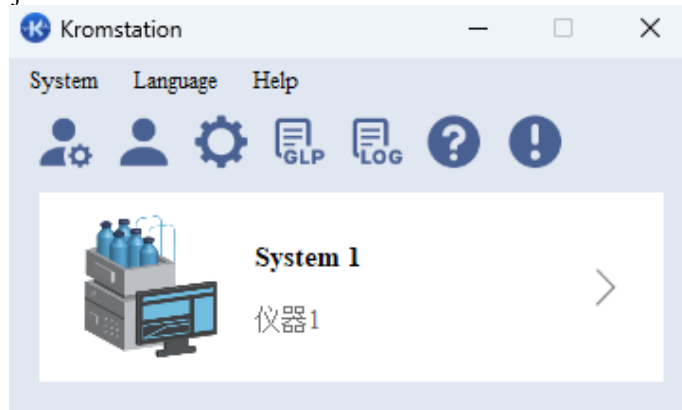 Kromstation
System Language Help
GLP LOG
System 1
仪器1